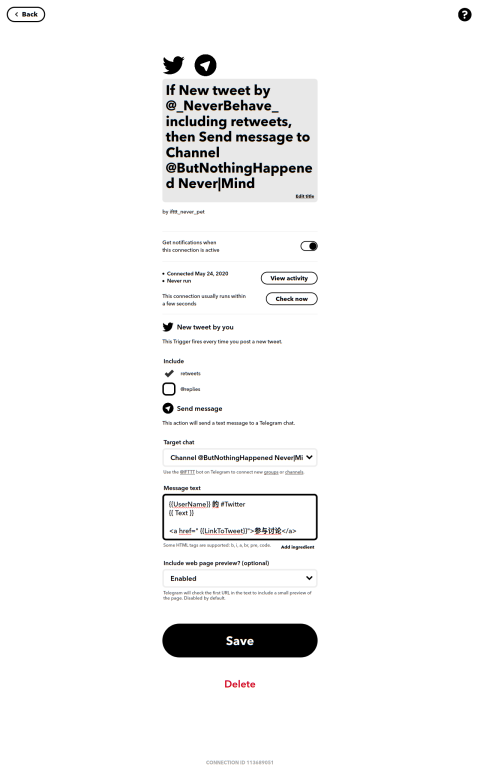 Back
?
If New tweet by
@_NeverBehave_
including retweets,
then Send message to
Channel
@ButNothingHappene
d Never|Mind
Edit title
by ifttt_never_pet
Get notifications when
this connection is active
Connected May 24, 2020
Never run
View activity
This connection usually runs within
a few seconds
Check now
New tweet by you
This Trigger fires every time you post a new tweet.
Include
retweets
@replies
Send message
This action will send a text message to a Telegram chat.
Target chat
Channel @ButNothingHappened Never|Mi
Use the @IFTTT bot on Telegram to connect new groups or channels.
Message text
{{UserName}} 的 #Twitter
{{ Text }}
<a href=" {{LinkToTweet}}">参与讨论</a>
Some HTML tags are supported: b, i, a, br, pre, code.
Add ingredient
Include web page preview? (optional)
Enabled
Telegram will check the first URL in the text to include a small preview of
the page. Disabled by default.
Save
Delete
CONNECTION ID 113689051